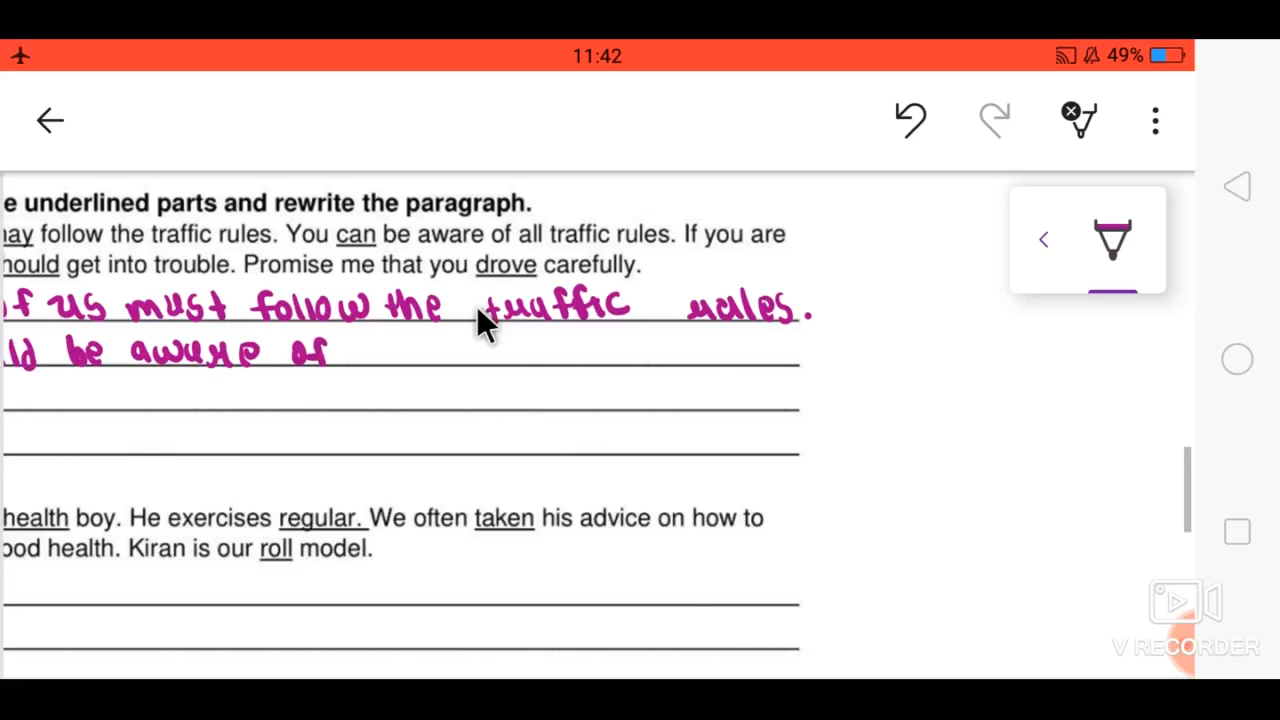 11:42
49%
e underlined parts and rewrite the paragraph.
nay follow the traffic rules. You can be aware of all traffic rules. If you are
hould get into trouble. Promise me that you drove carefully.
of us must follow the traffic rules.
ld be aware of
health boy. He exercises regular. We often taken his advice on how to
ood health. Kiran is our roll model.
V RECORDER